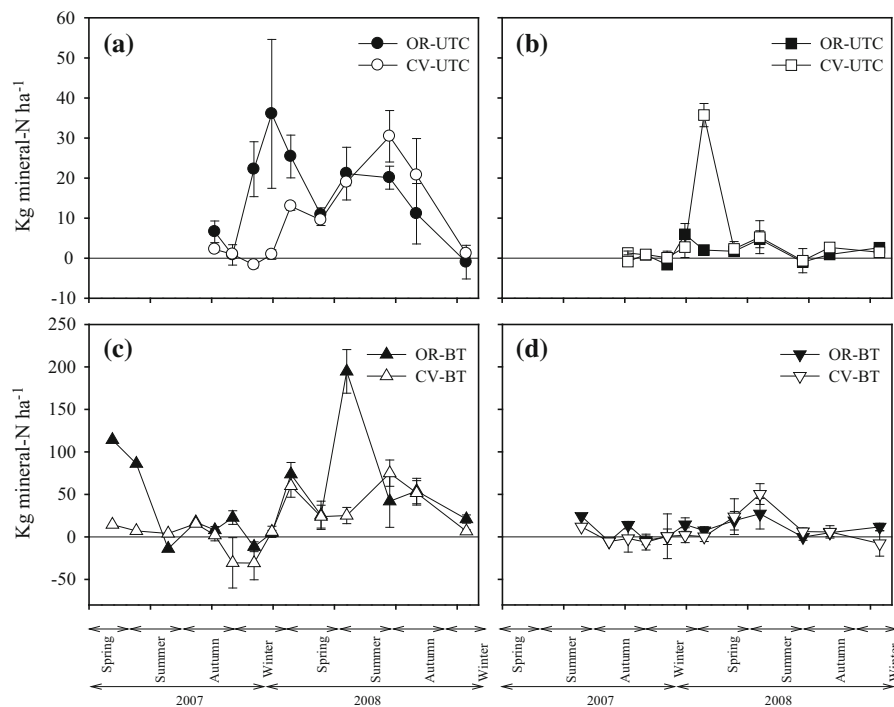 (a)
OR-UTC
CV-UTC
Kg mineral-N ha⁻¹
60
50
40
30
20
10
0
-10
(b)
OR-UTC
CV-UTC
(c)
OR-BT
CV-BT
Kg mineral-N ha⁻¹
250
200
150
100
50
0
-50
(d)
OR-BT
CV-BT
Spring
Summer
Autumn
Winter
Spring
Summer
Autumn
Winter
2007
2008
Spring
Summer
Autumn
Winter
Spring
Summer
Autumn
Winter
2007
2008